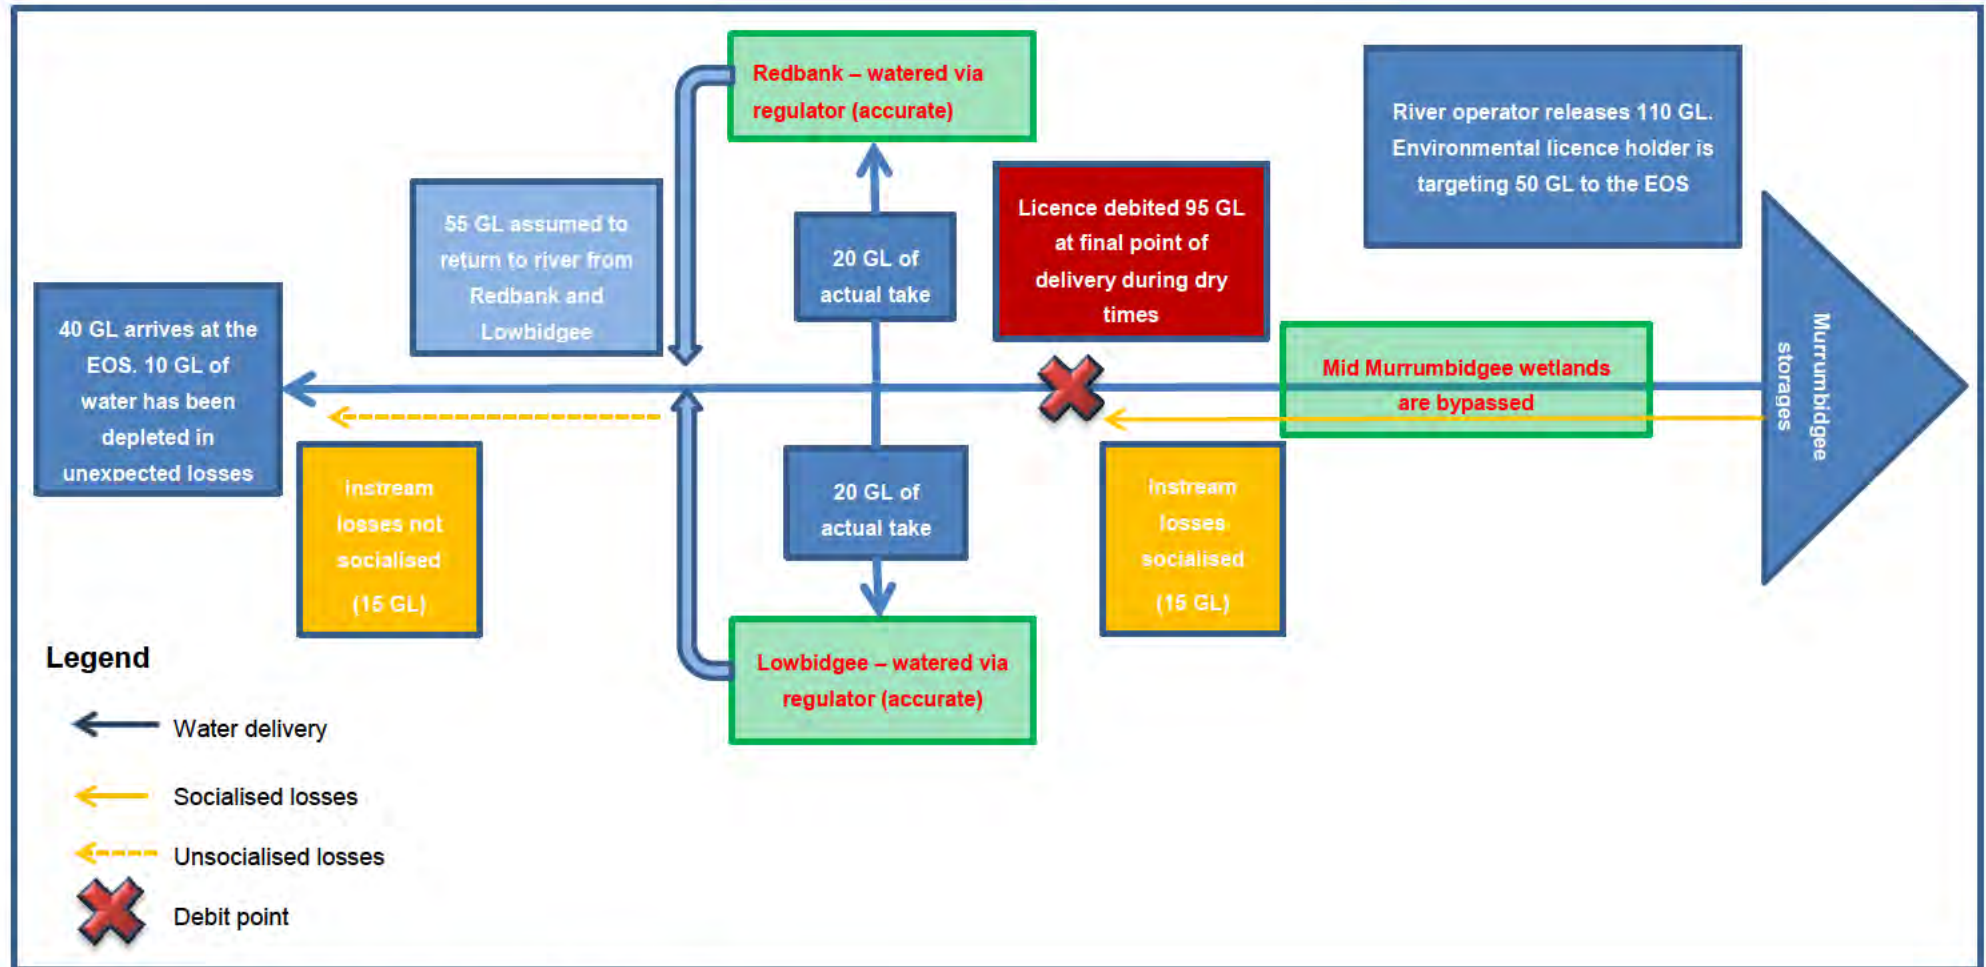 Redbank – watered via
regulator (accurate)
River operator releases 110 GL.
Environmental licence holder is
targeting 50 GL to the EOS
55 GL assumed to
return to river from
Redbank and
Lowbidgee
20 GL of
actual take
Licence debited 95 GL
at final point of
delivery during dry
times
40 GL arrives at the
EOS. 10 GL of
water has been
depleted in
unexpected losses
Mid Murrumbidgee wetlands
are bypassed
Murrumbidgee
storages
Instream
losses not
socialised
(15 GL)
20 GL of
actual take
Instream
losses
socialised
(15 GL)
Lowbidgee – watered via
regulator (accurate)
Legend
Water delivery
Socialised losses
Unsocialised losses
Debit point